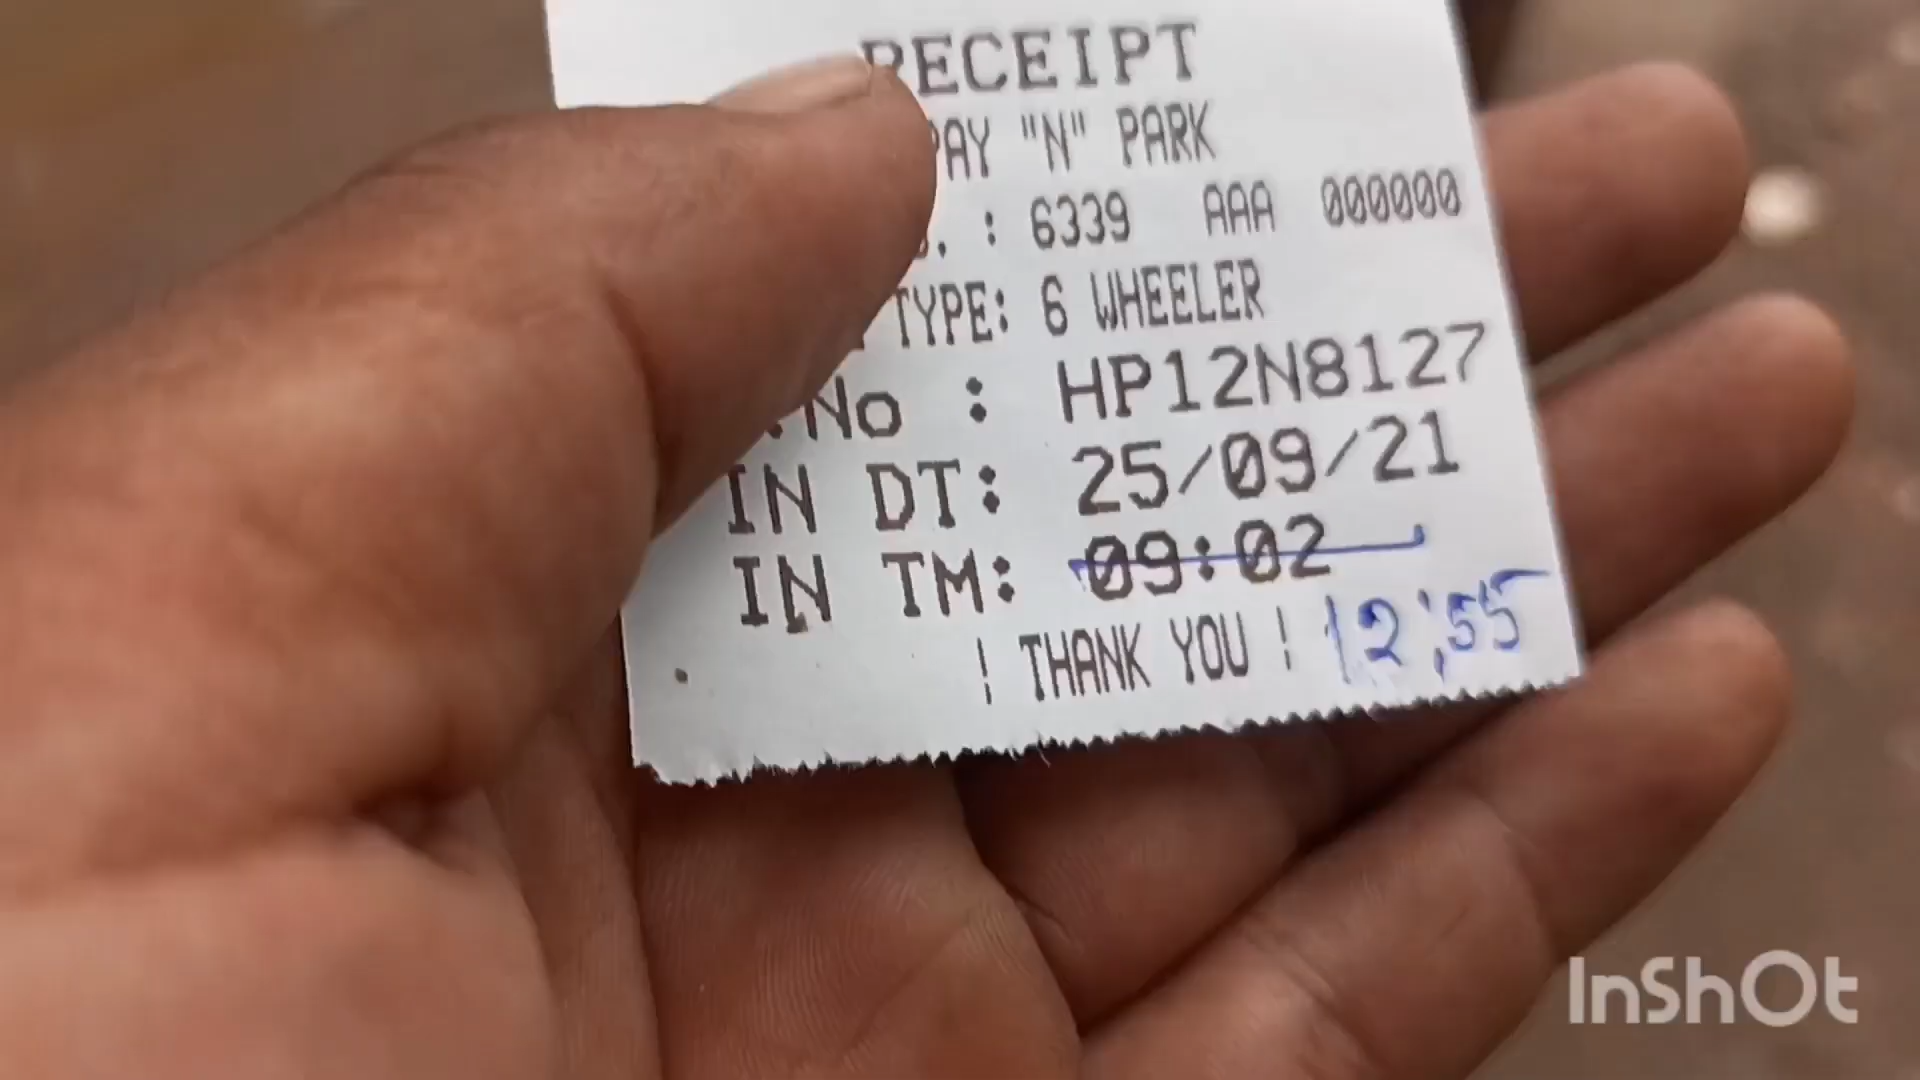 RECEIPT
PAY "N" PARK
: 6339 AAA 000000
TYPE: 6 WHEELER
.No : HP12N8127
IN DT: 25/09/21
IN TM: 09:02
! THANK YOU ! 12:55
InShOt